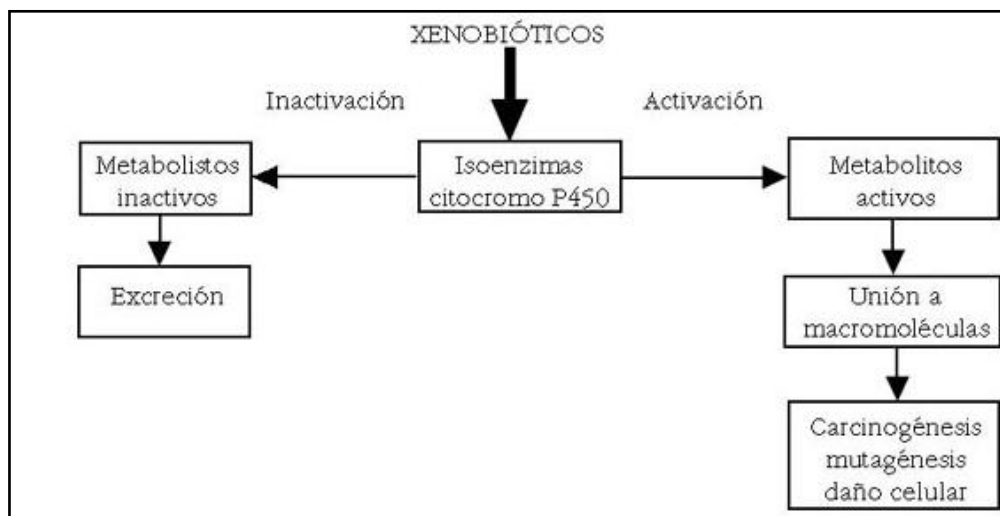 XENOBIÓTICOS
Inactivación
Activación
Metabolistos
inactivos
Isoenzimas
citocromo P450
Metabolitos
activos
Excreción
Unión a
macromoléculas
Carcinogénesis
mutagénesis
daño celular